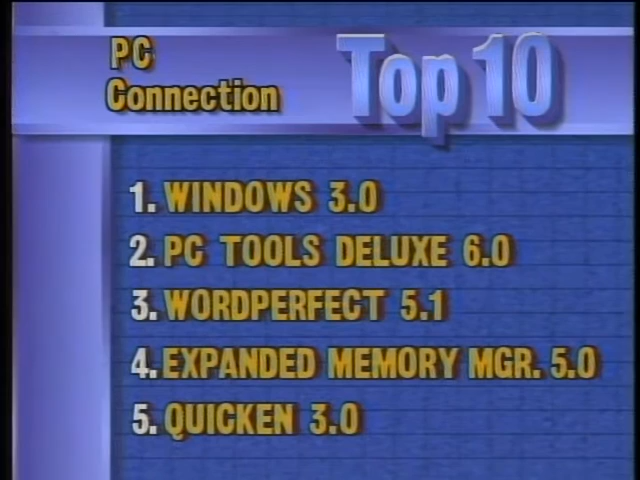 PC
Connection
Top 10
1. WINDOWS 3.0
2. PC TOOLS DELUXE 6.0
3. WORDPERFECT 5.1
4. EXPANDED MEMORY MGR. 5.0
5. QUICKEN 3.0